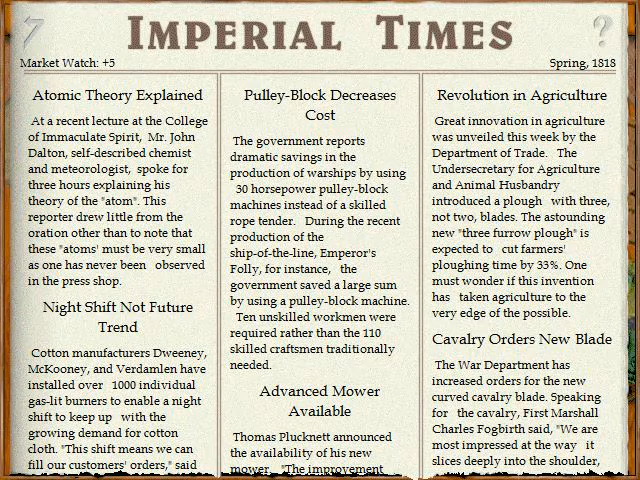 IMPERIAL TIMES
Market Watch: +5
Spring, 1818
Atomic Theory Explained
At a recent lecture at the College
of Immaculate Spirit, Mr. John
Dalton, self-described chemist
and meteorologist, spoke for
three hours explaining his
theory of the "atom". This
reporter drew little from the
oration other than to note that
these "atoms' must be very small
as one has never been observed
in the press shop.
Night Shift Not Future
Trend
Cotton manufacturers Dweeney,
McKooney, and Verdamlen have
installed over 1000 individual
gas-lit burners to enable a night
shift to keep up with the
growing demand for cotton
cloth. "This shift means we can
fill our customers' orders," said
Pulley-Block Decreases
Cost
The government reports
dramatic savings in the
production of warships by using
30 horsepower pulley-block
machines instead of a skilled
rope tender. During the recent
production of the
ship-of-the-line, Emperor's
Folly, for instance, the
government saved a large sum
by using a pulley-block machine.
Ten unskilled workmen were
required rather than the 110
skilled craftsmen traditionally
needed.
Advanced Mower
Available
Thomas Plucknett announced
the availability of his new
mower. "The improvement
Revolution in Agriculture
Great innovation in agriculture
was unveiled this week by the
Department of Trade. The
Undersecretary for Agriculture
and Animal Husbandry
introduced a plough with three,
not two, blades. The astounding
new "three furrow plough" is
expected to cut farmers'
ploughing time by 33%. One
must wonder if this invention
has taken agriculture to the
very edge of the possible.
Cavalry Orders New Blade
The War Department has
increased orders for the new
curved cavalry blade. Speaking
for the cavalry, First Marshall
Charles Fogbirth said, "We are
most impressed at the way it
slices deeply into the shoulder,